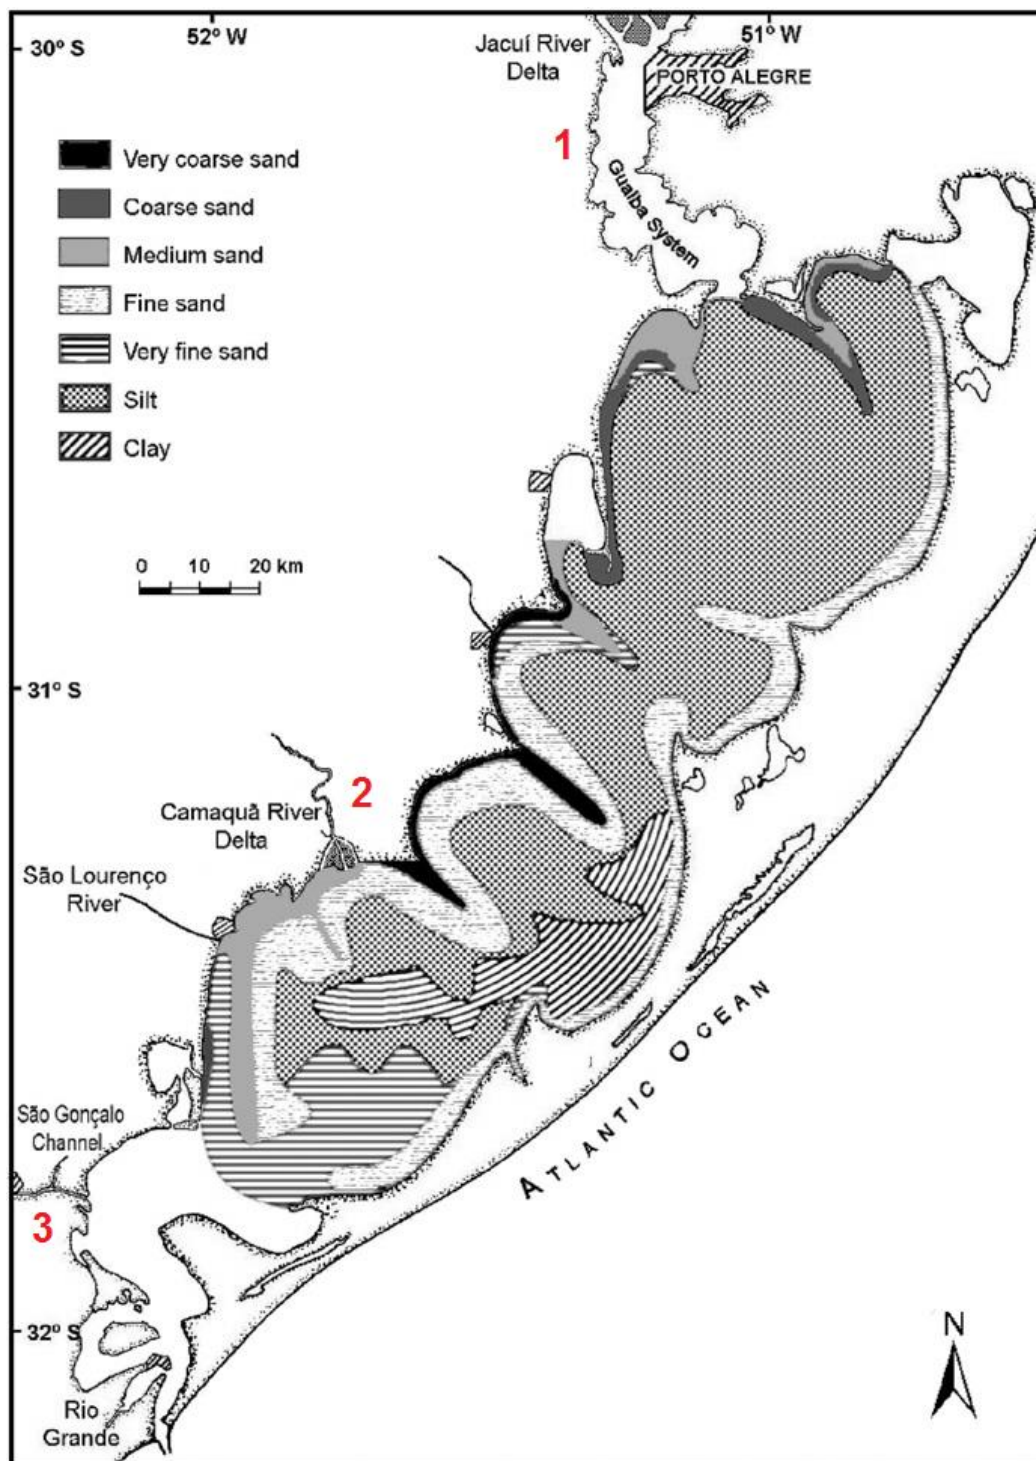 52° W
51° W
30° S
Jacuí River
Delta
PORTO ALEGRE
1
Guaíba System
Very coarse sand
Coarse sand
Medium sand
Fine sand
Very fine sand
Silt
Clay
0 10 20 km
31° S
2
Camaquã River
Delta
São Lourenço
River
ATLANTIC OCEAN
São Gonçalo
Channel
3
32° S
N
Rio
Grande